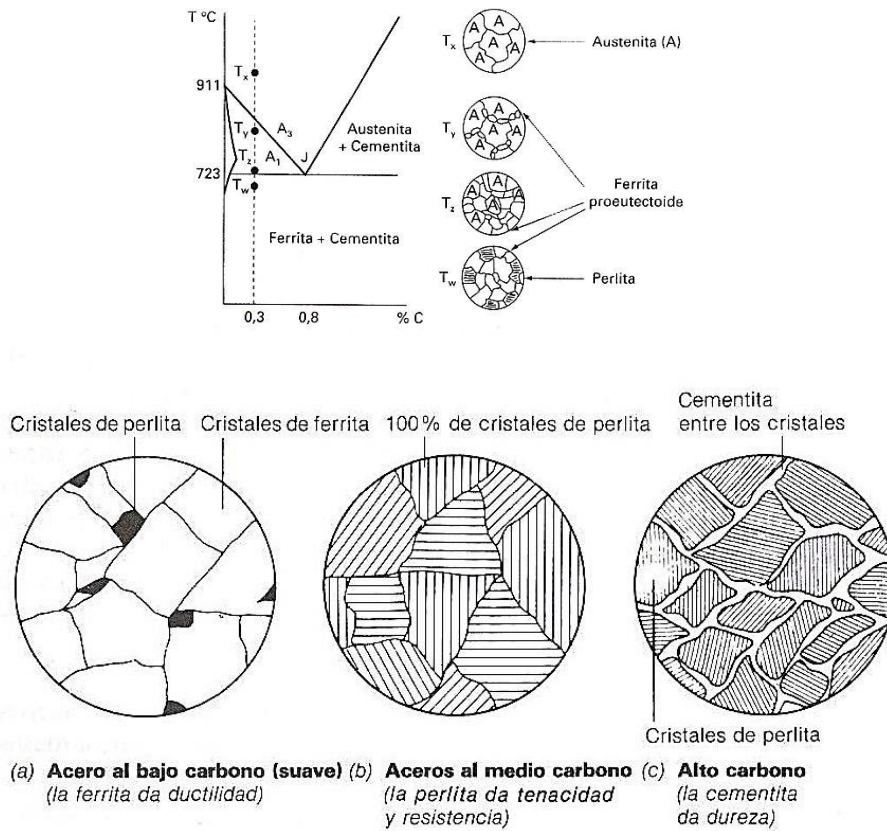 T ºC
911
723
Tx
Ty
A3
Tz
A1
J
Tw
Austenita
+ Cementita
Ferrita + Cementita
0,3
0,8
% C
Tx
A A
A A
A A
Austenita (A)
Ty
A A
A A
A A
Ferrita
proeutectoide
Tz
A
A A A
A
Tw
Perlita
Cristales de perlita
Cristales de ferrita
100% de cristales de perlita
Cementita
entre los cristales
Cristales de perlita
(a) Acero al bajo carbono (suave)
(la ferrita da ductilidad)
(b) Aceros al medio carbono
(la perlita da tenacidad
y resistencia)
(c) Alto carbono
(la cementita
da dureza)